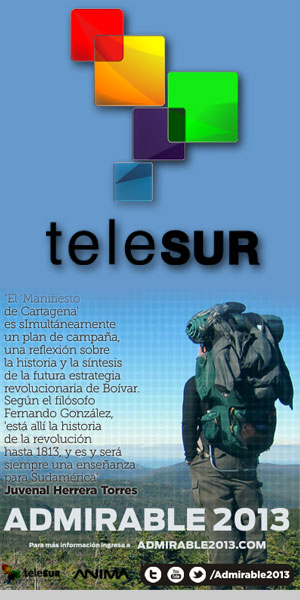 teleSUR
"El 'Manifiesto
de Cartagena'
es sImultáneamente
un plan de campaña,
una reflexión sobre
la historia y la síntesis
de la futura estrategia
revolucionaria de Boívar.
Según el filósofo
Fernando González,
'está allí la historia
de la revolución
hasta 1813, y es y será
siempre una enseñanza
para Sudamérica'
Juvenal Herrera Torres
ADMIRABLE 2013
Para más información ingresa a ADMIRABLE2013.COM
teleSUR ANIMA You Tube /Admirable2013